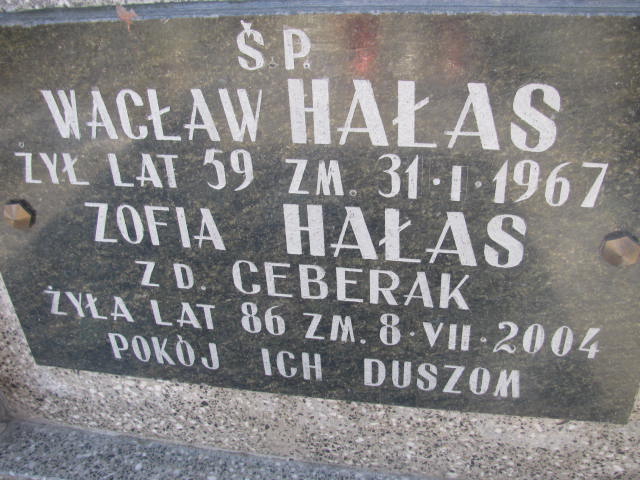 Ś.P.
WACŁAW HAŁAS
ŻYŁ LAT 59 ZM. 31·I·1967
ZOFIA HAŁAS
Z D. CEBERAK
ŻYŁA LAT 86 ZM. 8·VII·2004
POKÓJ ICH DUSZOM